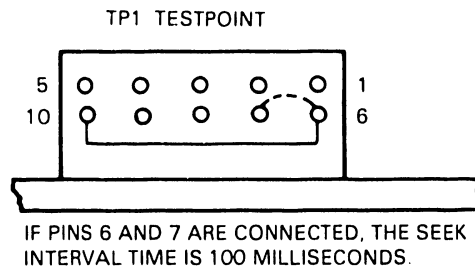 TP1 TESTPOINT
5 1
10 6
IF PINS 6 AND 7 ARE CONNECTED, THE SEEK
INTERVAL TIME IS 100 MILLISECONDS.